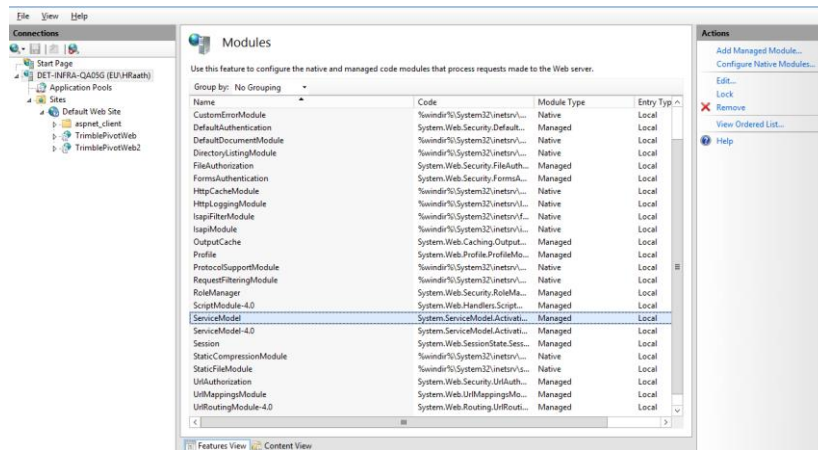 File View Help
Connections
Start Page
DET-INFRA-QA05G (EU\HRaath)
Application Pools
Sites
Default Web Site
aspnet_client
TrimblePivotWeb
TrimblePivotWeb2
Modules
Use this feature to configure the native and managed code modules that process requests made to the Web server.
Group by: No Grouping
Name Code Module Type Entry Typ
CustomErrorModule %windir%\System32\inetsrv\... Native Local
DefaultAuthentication System.Web.Security.Default... Managed Local
DefaultDocumentModule %windir%\System32\inetsrv\... Native Local
DirectoryListingModule %windir%\System32\inetsrv\... Native Local
FileAuthorization System.Web.Security.FileAuth... Managed Local
FormsAuthentication System.Web.Security.FormsA... Managed Local
HttpCacheModule %windir%\System32\inetsrv\... Native Local
HttpLoggingModule %windir%\System32\inetsrv\l... Native Local
IsapiFilterModule %windir%\System32\inetsrv\f... Native Local
IsapiModule %windir%\System32\inetsrv\i... Native Local
OutputCache System.Web.Caching.Output... Managed Local
Profile System.Web.Profile.ProfileMo... Managed Local
ProtocolSupportModule %windir%\System32\inetsrv\... Native Local
RequestFilteringModule %windir%\System32\inetsrv\... Native Local
RoleManager System.Web.Security.RoleMa... Managed Local
ScriptModule-4.0 System.Web.Handlers.Script... Managed Local
ServiceModel System.ServiceModel.Activati... Managed Local
ServiceModel-4.0 System.ServiceModel.Activati... Managed Local
Session System.Web.SessionState.Sess... Managed Local
StaticCompressionModule %windir%\System32\inetsrv\... Native Local
StaticFileModule %windir%\System32\inetsrv\s... Native Local
UrlAuthorization System.Web.Security.UrlAuth... Managed Local
UrlMappingsModule System.Web.UrlMappingsMo... Managed Local
UrlRoutingModule-4.0 System.Web.Routing.UrlRouti... Managed Local
Features View Content View
Actions
Add Managed Module...
Configure Native Modules...
Edit...
Lock
Remove
View Ordered List...
Help